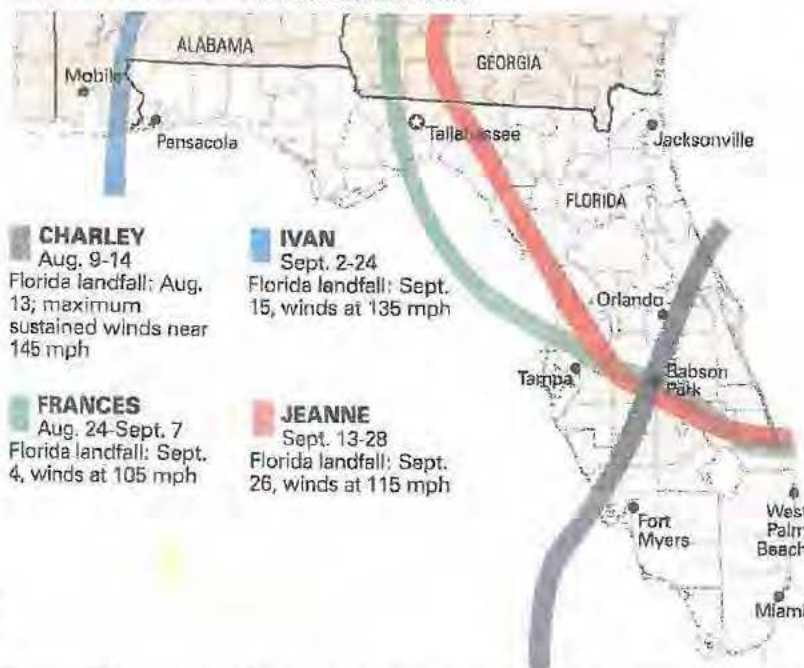 ALABAMA
GEORGIA
Mobile
Pensacola
Tallahassee
Jacksonville
FLORIDA
CHARLEY
Aug. 9-14
Florida landfall: Aug.
13; maximum
sustained winds near
145 mph
IVAN
Sept. 2-24
Florida landfall: Sept.
15, winds at 135 mph
Orlando
Tampa
Babson
Park
FRANCES
Aug. 24-Sept. 7
Florida landfall: Sept.
4, winds at 105 mph
JEANNE
Sept. 13-28
Florida landfall: Sept.
26, winds at 115 mph
Fort
Myers
West
Palm
Beach
Miami